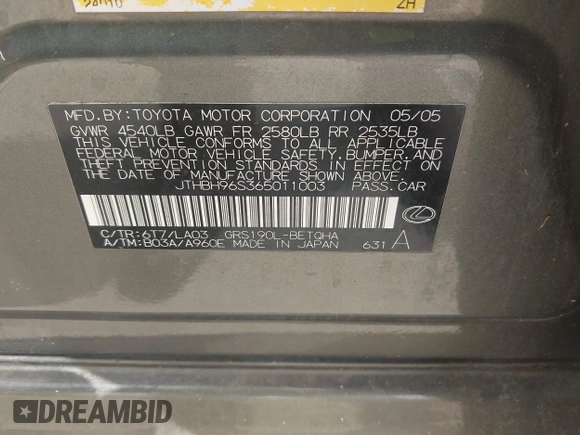 2H
MFD.BY:TOYOTA MOTOR CORPORATION 05/05
GVWR 4540LB GAWR FR 2580LB RR 2535LB
THIS VEHICLE CONFORMS TO ALL APPLICABLE
FEDERAL MOTOR VEHICLE SAFETY, BUMPER, AND
THEFT PREVENTION STANDARDS IN EFFECT ON
THE DATE OF MANUFACTURE SHOWN ABOVE.
JTHBH96S365011003 PASS.CAR
C/TR:6T7/LA03 GRS190L-BETQHA
A/TM:B03A/A960E MADE IN JAPAN 631 A
DREAMBID